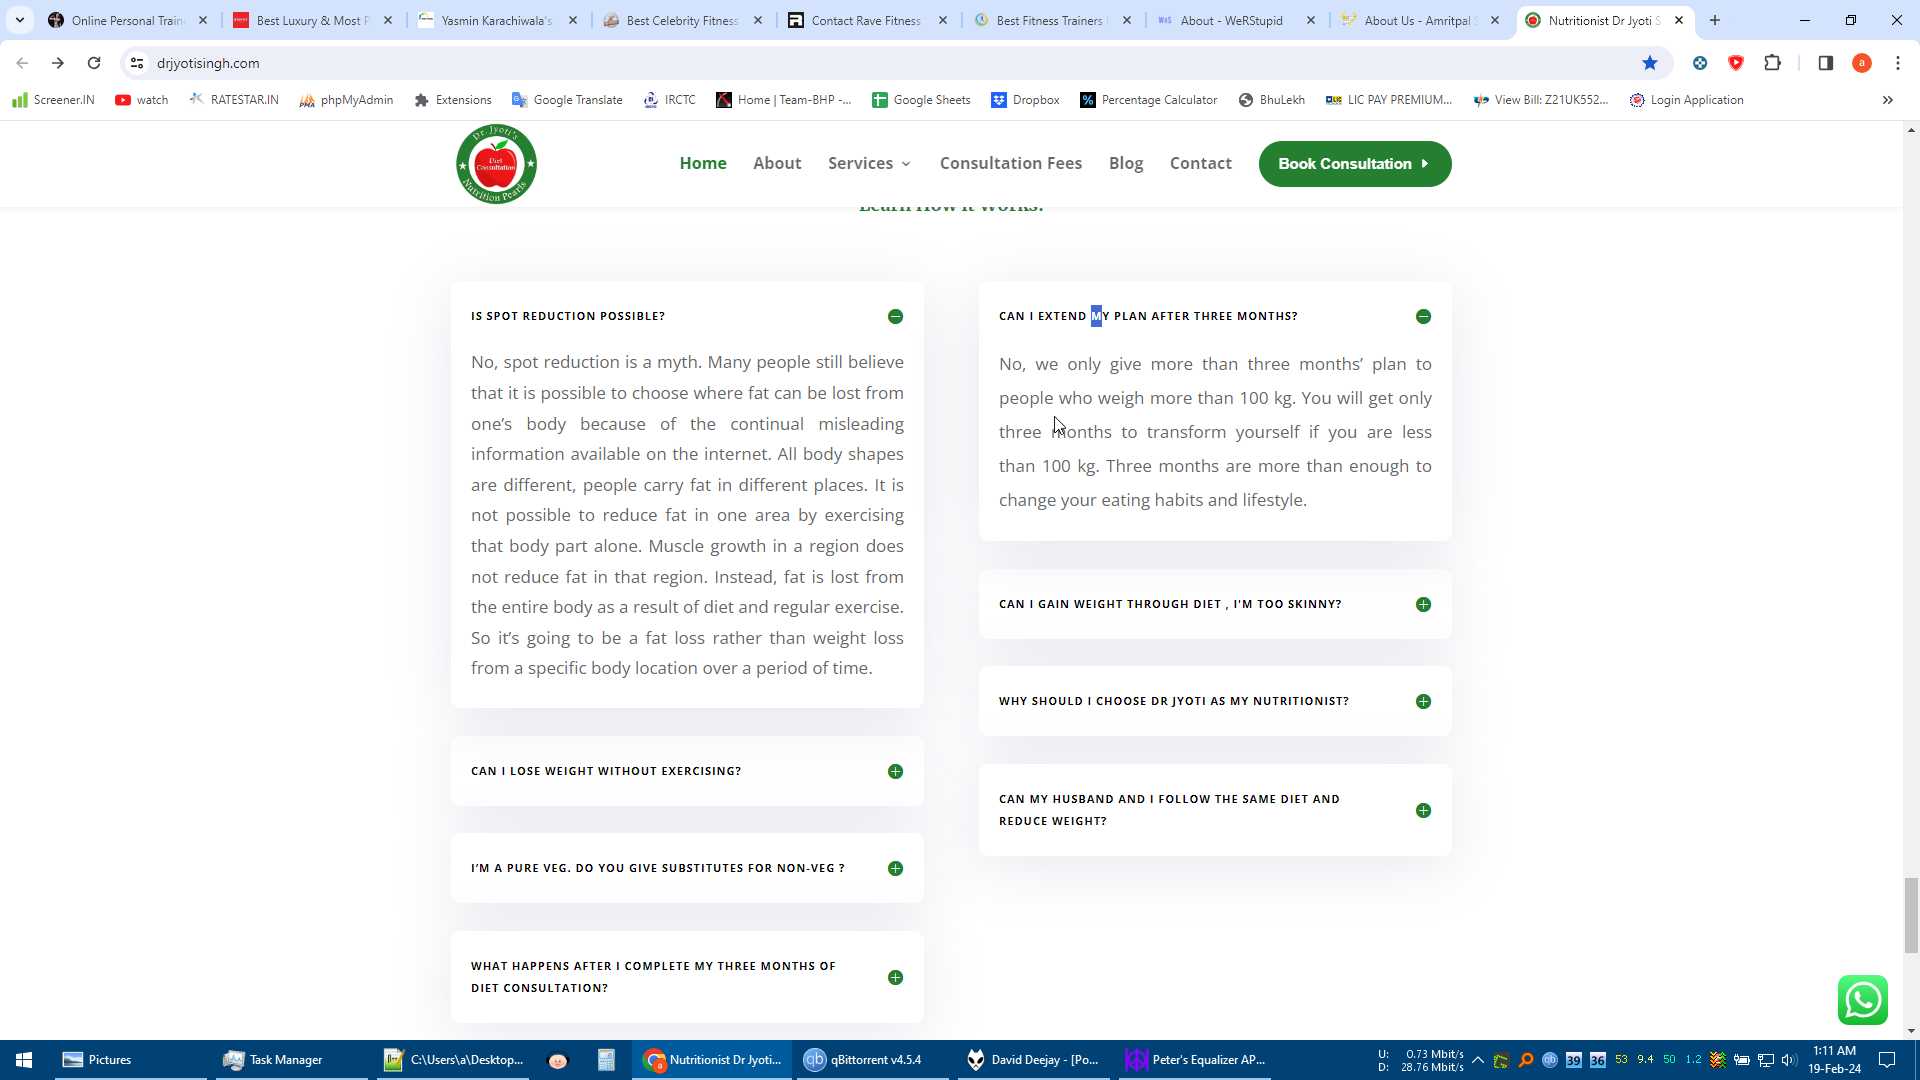 Online Personal Train
Best Luxury & Most P
Yasmin Karachiwala's
Best Celebrity Fitness
Contact Rave Fitness
Best Fitness Trainers
About - WeRStupid
About Us - Amritpal
Nutritionist Dr Jyoti S
drjyotisingh.com
a
Screener.IN
watch
RATESTAR.IN
phpMyAdmin
Extensions
Google Translate
IRCTC
Home | Team-BHP -...
Google Sheets
Dropbox
Percentage Calculator
BhuLekh
LIC PAY PREMIUM...
View Bill: Z21UK552...
Login Application
Dr. Jyoti's
Diet
Consultation
Nutrition Pearls
Home
About
Services
Consultation Fees
Blog
Contact
Book Consultation
Learn How it Works!
IS SPOT REDUCTION POSSIBLE?
No, spot reduction is a myth. Many people still believe
that it is possible to choose where fat can be lost from
one’s body because of the continual misleading
information available on the internet. All body shapes
are different, people carry fat in different places. It is
not possible to reduce fat in one area by exercising
that body part alone. Muscle growth in a region does
not reduce fat in that region. Instead, fat is lost from
the entire body as a result of diet and regular exercise.
So it’s going to be a fat loss rather than weight loss
from a specific body location over a period of time.
CAN I LOSE WEIGHT WITHOUT EXERCISING?
I’M A PURE VEG. DO YOU GIVE SUBSTITUTES FOR NON-VEG ?
WHAT HAPPENS AFTER I COMPLETE MY THREE MONTHS OF
DIET CONSULTATION?
CAN I EXTEND MY PLAN AFTER THREE MONTHS?
No, we only give more than three months’ plan to
people who weigh more than 100 kg. You will get only
three months to transform yourself if you are less
than 100 kg. Three months are more than enough to
change your eating habits and lifestyle.
CAN I GAIN WEIGHT THROUGH DIET , I'M TOO SKINNY?
WHY SHOULD I CHOOSE DR JYOTI AS MY NUTRITIONIST?
CAN MY HUSBAND AND I FOLLOW THE SAME DIET AND
REDUCE WEIGHT?
Pictures
Task Manager
C:\Users\a\Desktop...
Nutritionist Dr Jyoti...
qBittorrent v4.5.4
David Deejay - [Po...
Peter's Equalizer AP...
U: 0.73 Mbit/s
D: 28.76 Mbit/s
39
36
53
9.4
50
1.2
1:11 AM
19-Feb-24